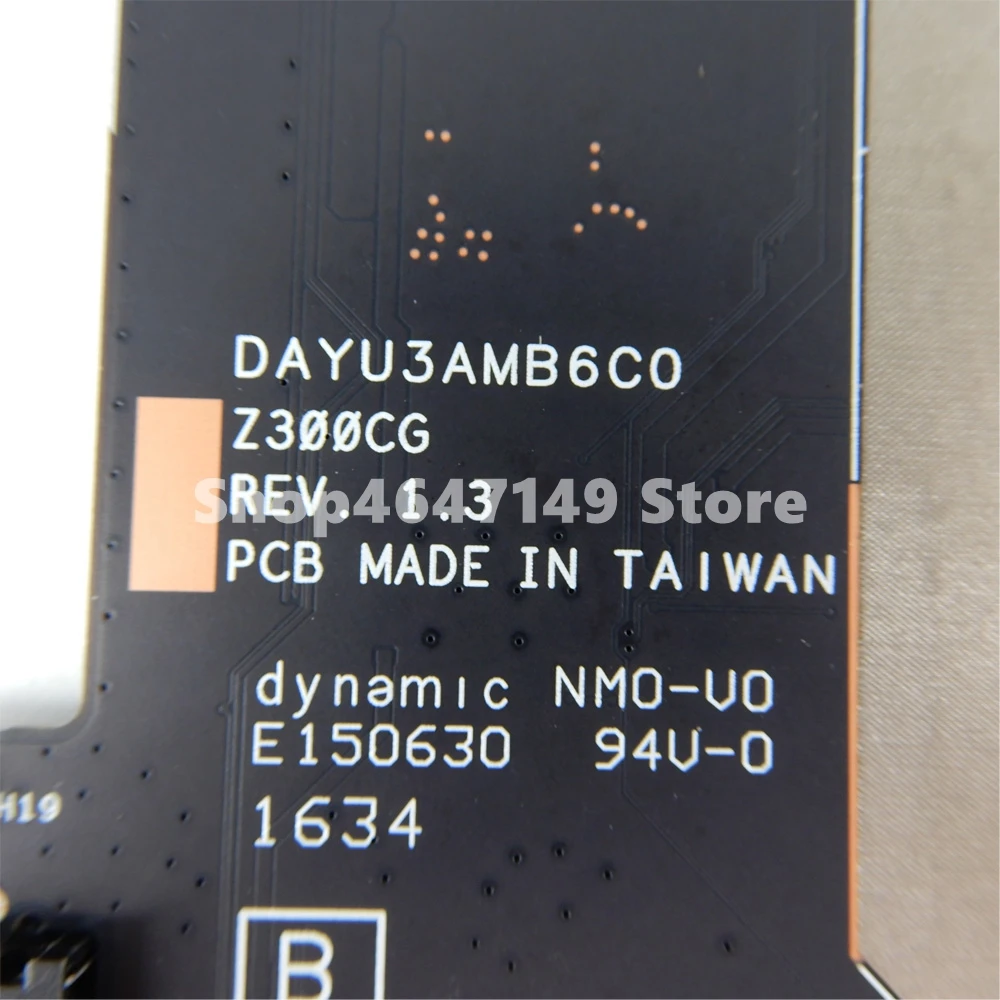 DAYU3AMB6C0
Z300CG
REV. 1.3
Shop4647149 Store
PCB MADE IN TAIWAN
dynamic NMO-V0
E150630 94V-0
H19
1634
B